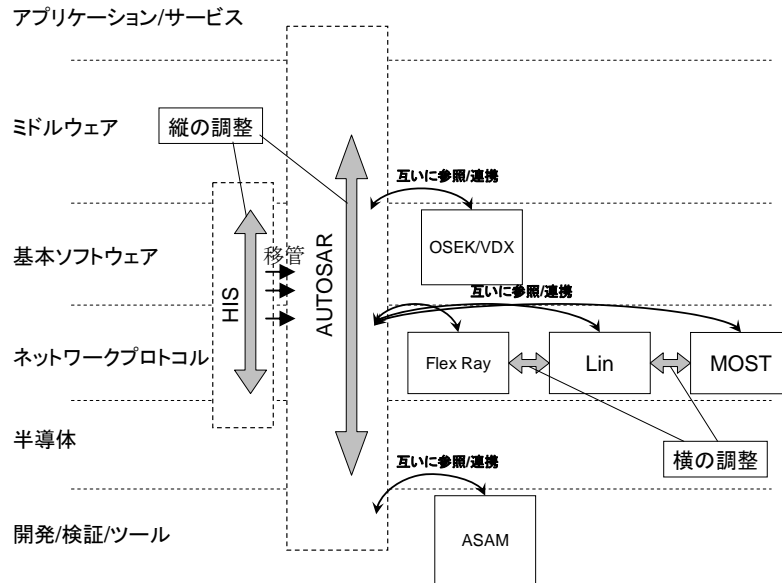 アプリケーション/サービス
ミドルウェア
縦の調整
互いに参照/連携
基本ソフトウェア
移管
OSEK/VDX
HIS
AUTOSAR
互いに参照/連携
ネットワークプロトコル
Flex Ray
Lin
MOST
半導体
横の調整
互いに参照/連携
開発/検証/ツール
ASAM